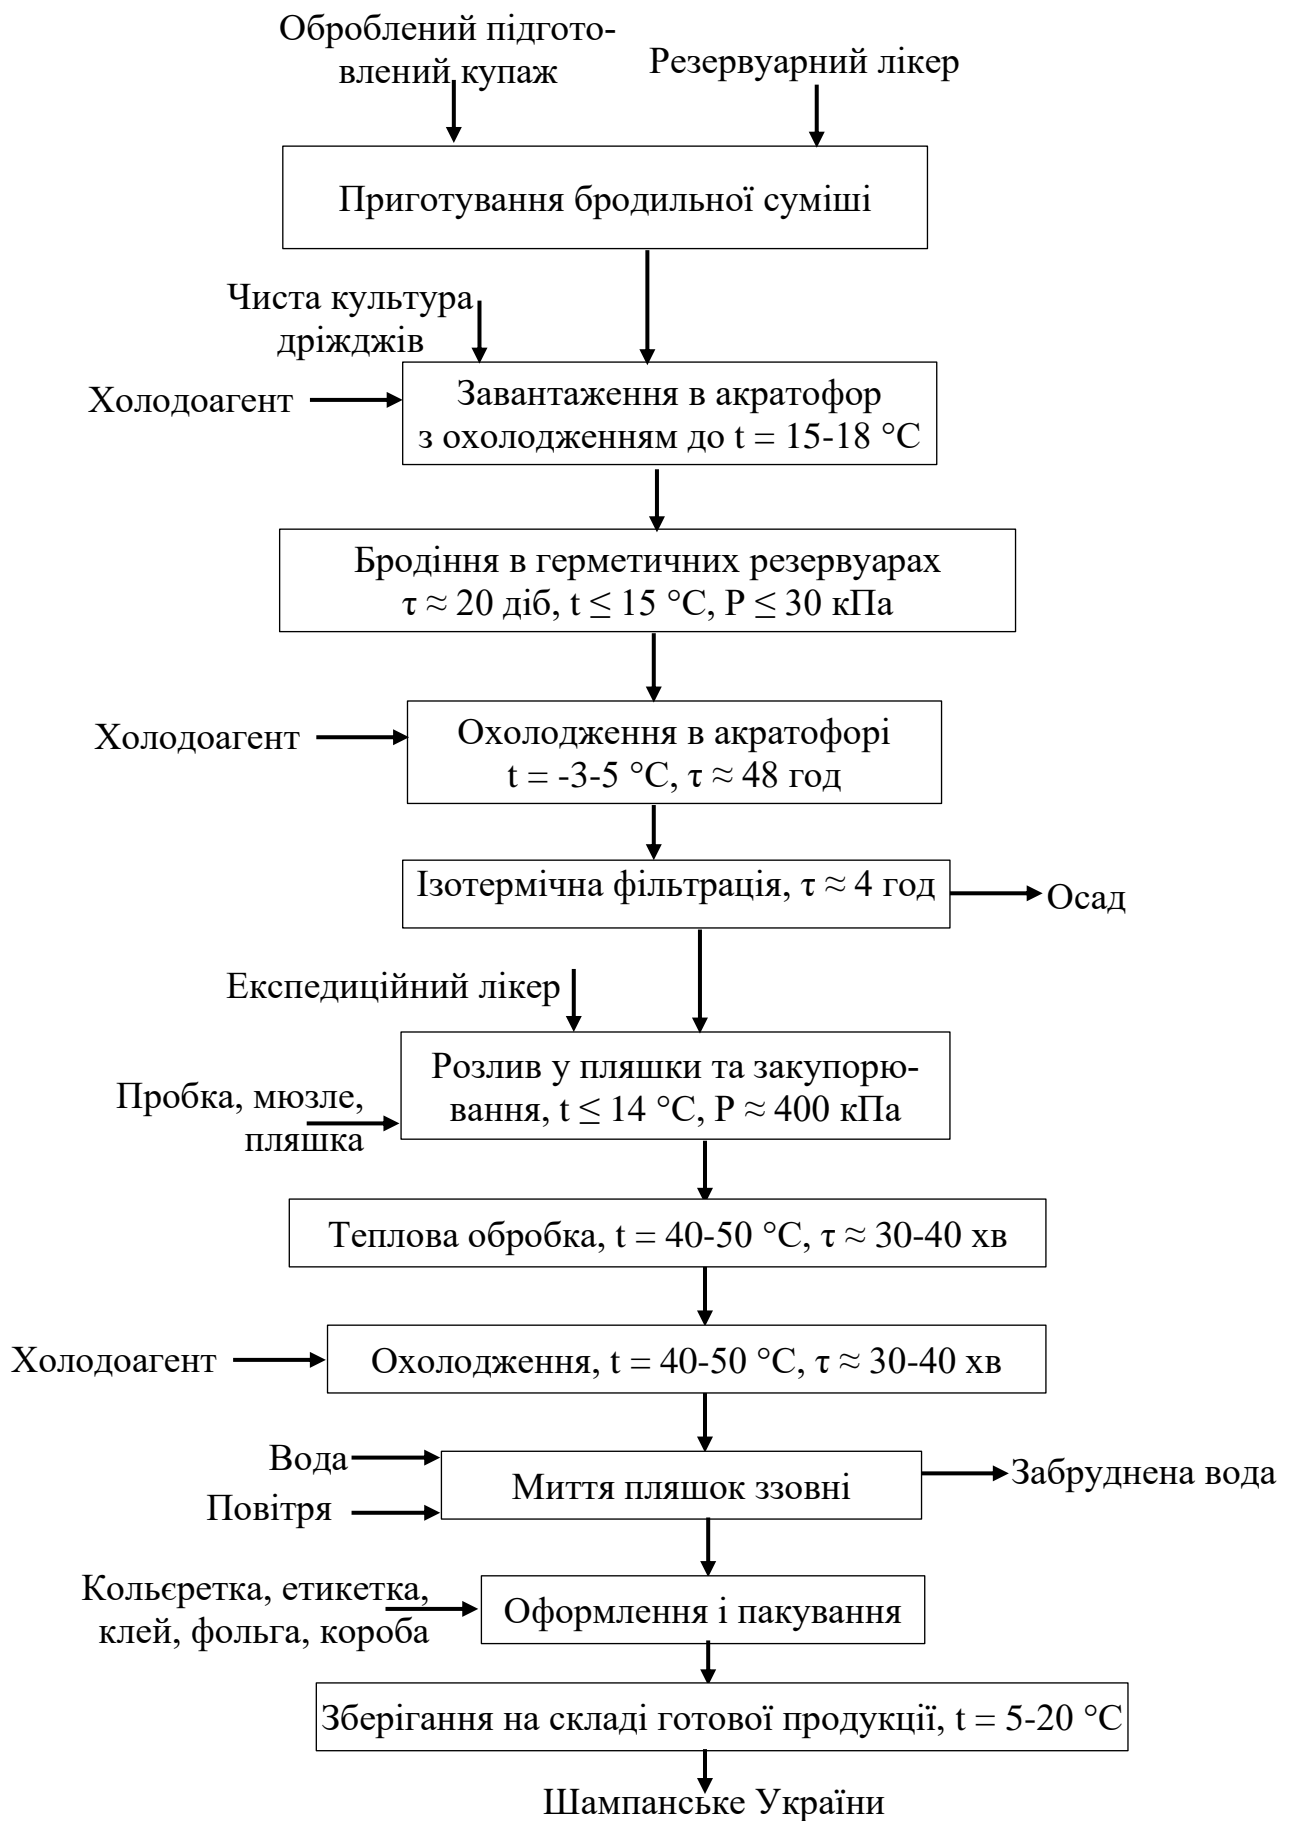 Оброблений підгото-
влений купаж
Резервуарний лікер
Приготування бродильної суміші
Чиста культура
дріжджів
Холодоагент
Завантаження в акратофор
з охолодженням до t = 15-18 °С
Бродіння в герметичних резервуарах
τ ≈ 20 діб, t ≤ 15 °С, Р ≤ 30 кПа
Холодоагент
Охолодження в акратофорі
t = -3-5 °С, τ ≈ 48 год
Ізотермічна фільтрація, τ ≈ 4 год
Осад
Експедиційний лікер
Розлив у пляшки та закупорю-
вання, t ≤ 14 °С, Р ≈ 400 кПа
Пробка, мюзле,
пляшка
Теплова обробка, t = 40-50 °С, τ ≈ 30-40 хв
Холодоагент
Охолодження, t = 40-50 °С, τ ≈ 30-40 хв
Вода
Повітря
Миття пляшок ззовні
Забруднена вода
Кольєретка, етикетка,
клей, фольга, короба
Оформлення і пакування
Зберігання на складі готової продукції, t = 5-20 °С
Шампанське України